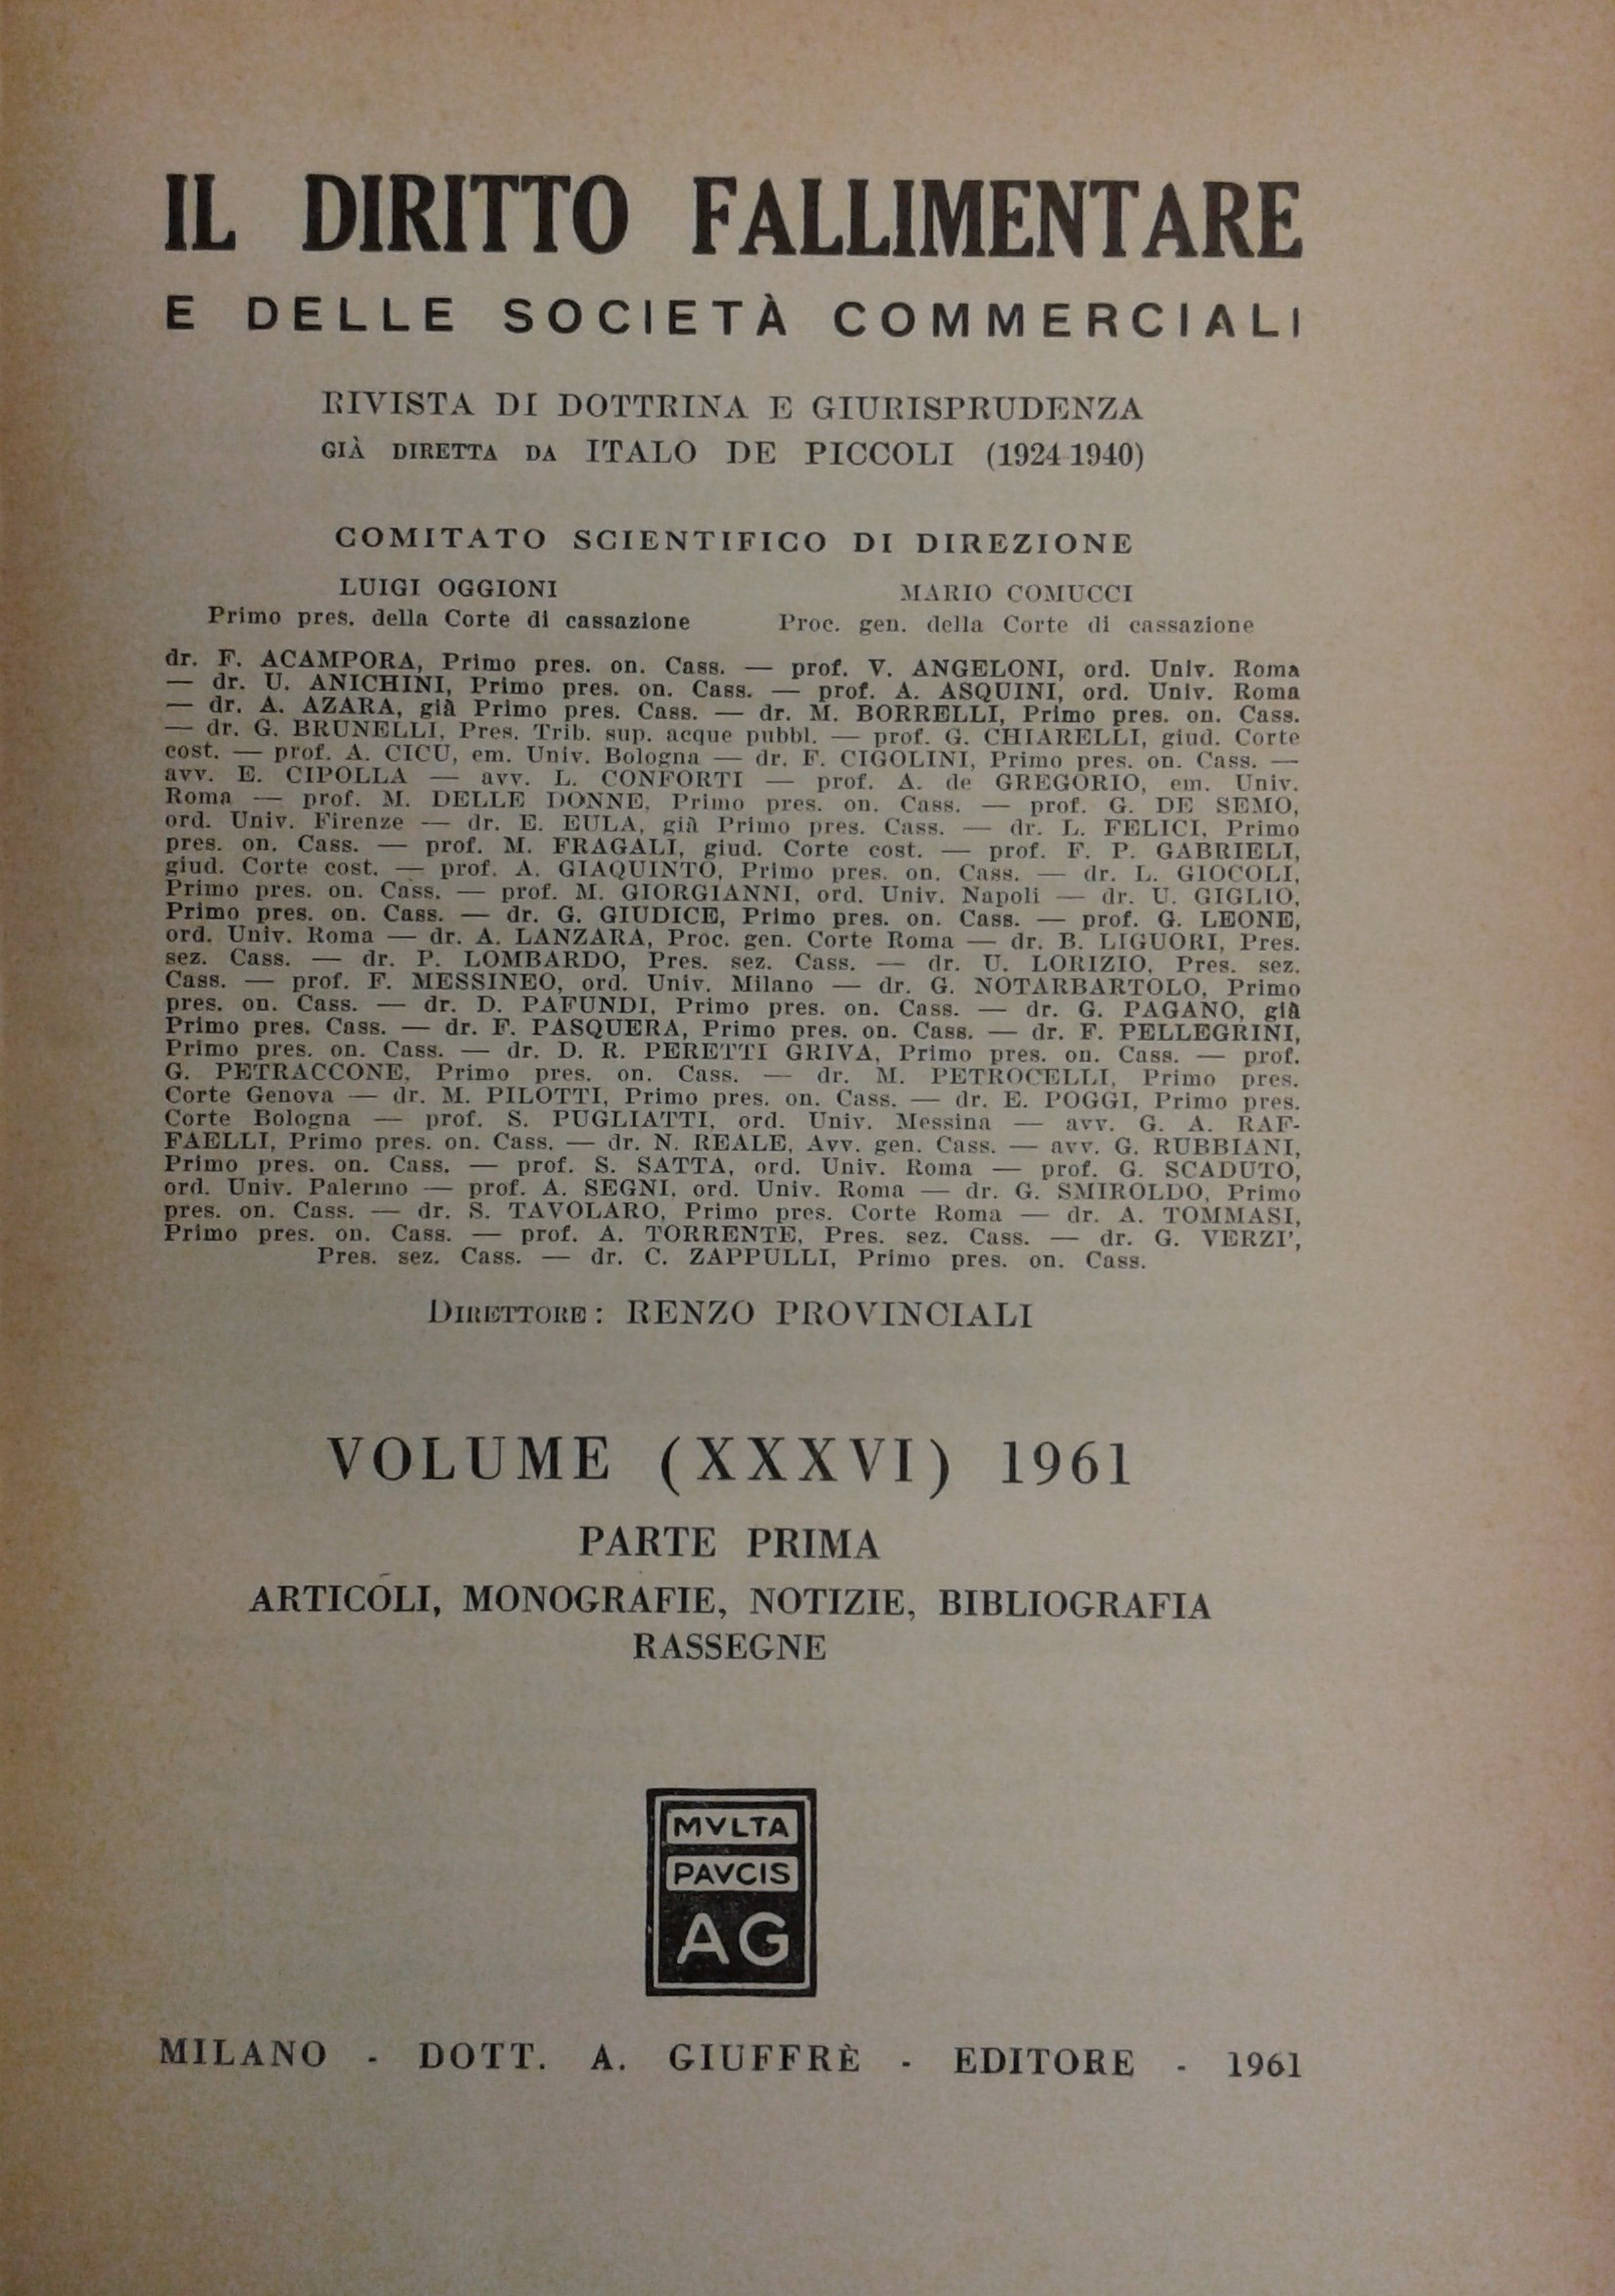 IL DIRITTO FALLIMENTARE
E DELLE SOCIETÀ COMMERCIALI
RIVISTA DI DOTTRINA E GIURISPRUDENZA
GIÀ DIRETTA DA ITALO DE PICCOLI (1924-1940)
COMITATO SCIENTIFICO DI DIREZIONE
LUIGI OGGIONI
Primo pres. della Corte di cassazione
MARIO COMUCCI
Proc. gen. della Corte di cassazione
dr. F. ACAMPORA, Primo pres. on. Cass. — prof. V. ANGELONI, ord. Univ. Roma
— dr. U. ANICHINI, Primo pres. on. Cass. — prof. A. ASQUINI, ord. Univ. Roma
— dr. A. AZARA, già Primo pres. Cass. — dr. M. BORRELLI, Primo pres. on. Cass.
— dr. G. BRUNELLI, Pres. Trib. sup. acque pubbl. — prof. G. CHIARELLI, giud. Corte
cost. — prof. A. CICU, em. Univ. Bologna — dr. F. CIGOLINI, Primo pres. on. Cass. —
avv. E. CIPOLLA — avv. L. CONFORTI — prof. A. de GREGORIO, em. Univ.
Roma — prof. M. DELLE DONNE, Primo pres. on. Cass. — prof. G. DE SEMO,
ord. Univ. Firenze — dr. E. EULA, già Primo pres. Cass. — dr. L. FELICI, Primo
pres. on. Cass. — prof. M. FRAGALI, giud. Corte cost. — prof. F. P. GABRIELI,
giud. Corte cost. — prof. A. GIAQUINTO, Primo pres. on. Cass. — dr. L. GIOCOLI,
Primo pres. on. Cass. — prof. M. GIORGIANNI, ord. Univ. Napoli — dr. U. GIGLIO,
Primo pres. on. Cass. — dr. G. GIUDICE, Primo pres. on. Cass. — prof. G. LEONE,
ord. Univ. Roma — dr. A. LANZARA, Proc. gen. Corte Roma — dr. B. LIGUORI, Pres.
sez. Cass. — dr. P. LOMBARDO, Pres. sez. Cass. — dr. U. LORIZIO, Pres. sez.
Cass. — prof. F. MESSINEO, ord. Univ. Milano — dr. G. NOTARBARTOLO, Primo
pres. on. Cass. — dr. D. PAFUNDI, Primo pres. on. Cass. — dr. G. PAGANO, già
Primo pres. Cass. — dr. F. PASQUERA, Primo pres. on. Cass. — dr. F. PELLEGRINI,
Primo pres. on. Cass. — dr. D. R. PERETTI GRIVA, Primo pres. on. Cass. — prof.
G. PETRACCONE, Primo pres. on. Cass. — dr. M. PETROCELLI, Primo pres.
Corte Genova — dr. M. PILOTTI, Primo pres. on. Cass. — dr. E. POGGI, Primo pres.
Corte Bologna — prof. S. PUGLIATTI, ord. Univ. Messina — avv. G. A. RAF-
FAELLI, Primo pres. on. Cass. — dr. N. REALE, Avv. gen. Cass. — avv. G. RUBBIANI,
Primo pres. on. Cass. — prof. S. SATTA, ord. Univ. Roma — prof. G. SCADUTO,
ord. Univ. Palermo — prof. A. SEGNI, ord. Univ. Roma — dr. G. SMIROLDO, Primo
pres. on. Cass. — dr. S. TAVOLARO, Primo pres. Corte Roma — dr. A. TOMMASI,
Primo pres. on. Cass. — prof. A. TORRENTE, Pres. sez. Cass. — dr. G. VERZI',
Pres. sez. Cass. — dr. C. ZAPPULLI, Primo pres. on. Cass.
DIRETTORE: RENZO PROVINCIALI
VOLUME (XXXVI) 1961
PARTE PRIMA
ARTICOLI, MONOGRAFIE, NOTIZIE, BIBLIOGRAFIA
RASSEGNE
MVLTA
PAVCIS
AG
MILANO - DOTT. A. GIUFFRÈ - EDITORE - 1961